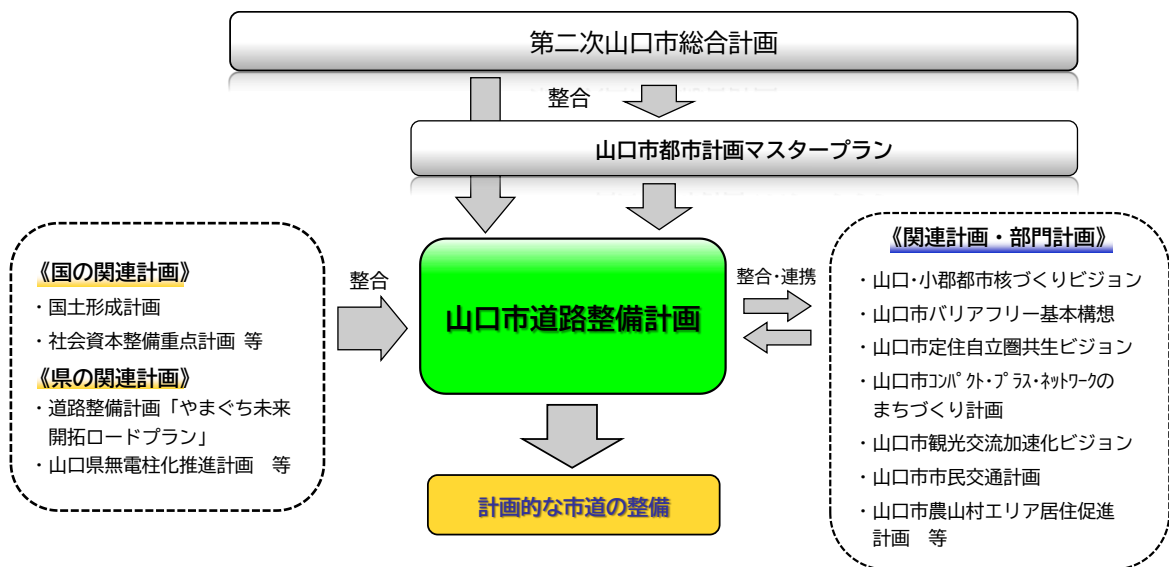 第二次山口市総合計画
整合
山口市都市計画マスタープラン
《国の関連計画》
・国土形成計画
・社会資本整備重点計画 等
《県の関連計画》
・道路整備計画「やまぐち未来
開拓ロードプラン」
・山口県無電柱化推進計画　等
整合
山口市道路整備計画
整合・連携
《関連計画・部門計画》
・山口・小郡都市核づくりビジョン
・山口市バリアフリー基本構想
・山口市定住自立圏共生ビジョン
・山口市ｺﾝﾊﾟｸﾄ・ﾌﾟﾗｽ・ﾈｯﾄﾜｰｸの
まちづくり計画
・山口市観光交流加速化ビジョン
・山口市市民交通計画
・山口市農山村エリア居住促進
計画　等
計画的な市道の整備